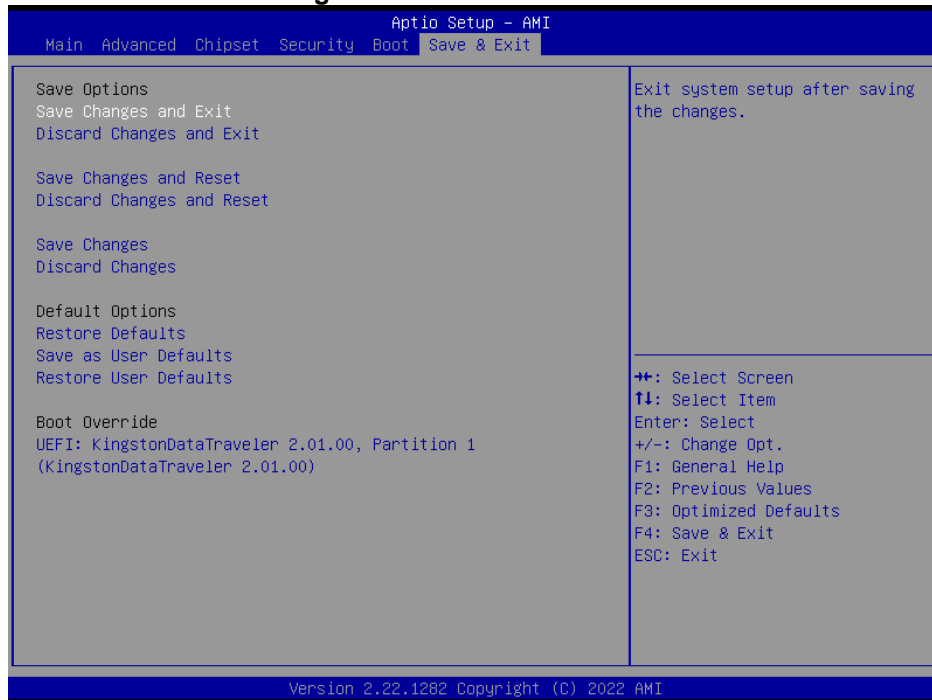 Aptio Setup – AMI
Main Advanced Chipset Security Boot Save & Exit
Save Options
Save Changes and Exit
Discard Changes and Exit
Save Changes and Reset
Discard Changes and Reset
Save Changes
Discard Changes
Default Options
Restore Defaults
Save as User Defaults
Restore User Defaults
Boot Override
UEFI: KingstonDataTraveler 2.01.00, Partition 1
(KingstonDataTraveler 2.01.00)
Exit system setup after saving
the changes.
→←: Select Screen
↑↓: Select Item
Enter: Select
+/-: Change Opt.
F1: General Help
F2: Previous Values
F3: Optimized Defaults
F4: Save & Exit
ESC: Exit
Version 2.22.1282 Copyright (C) 2022 AMI